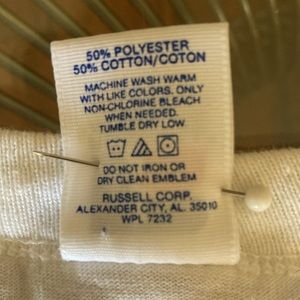 50% POLYESTER
50% COTTON/COTON
MACHINE WASH WARM
WITH LIKE COLORS. ONLY
NON-CHLORINE BLEACH
WHEN NEEDED.
TUMBLE DRY LOW.
DO NOT IRON OR
DRY CLEAN EMBLEM
RUSSELL CORP.
ALEXANDER CITY, AL. 35010
WPL 7232